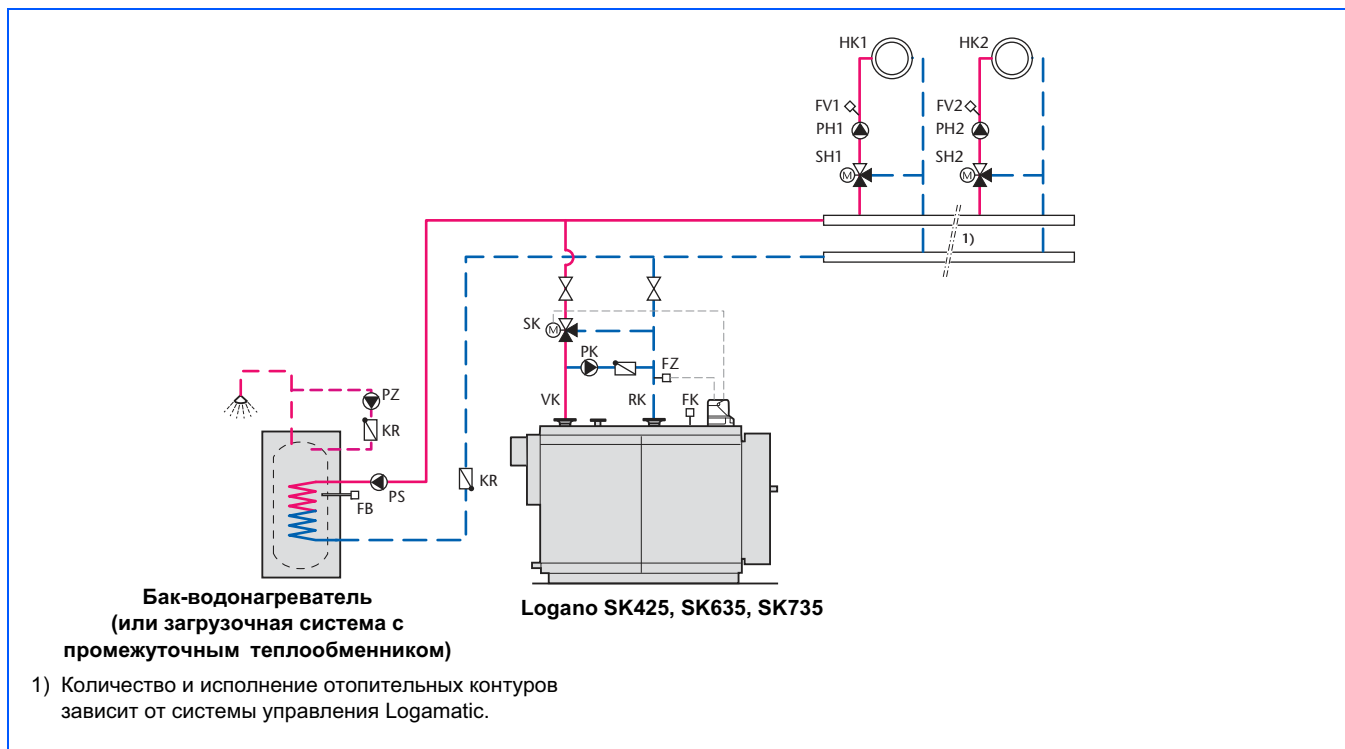 HK1
HK2
FV1
FV2
PH1
PH2
SH1
SH2
M
M
1)
SK
M
PK
FZ
VK
RK
FK
PZ
KR
KR
PS
FB
Бак-водонагреватель
(или загрузочная система с
промежуточным теплообменником)
Logano SK425, SK635, SK735
1) Количество и исполнение отопительных контуров
зависит от системы управления Logamatic.